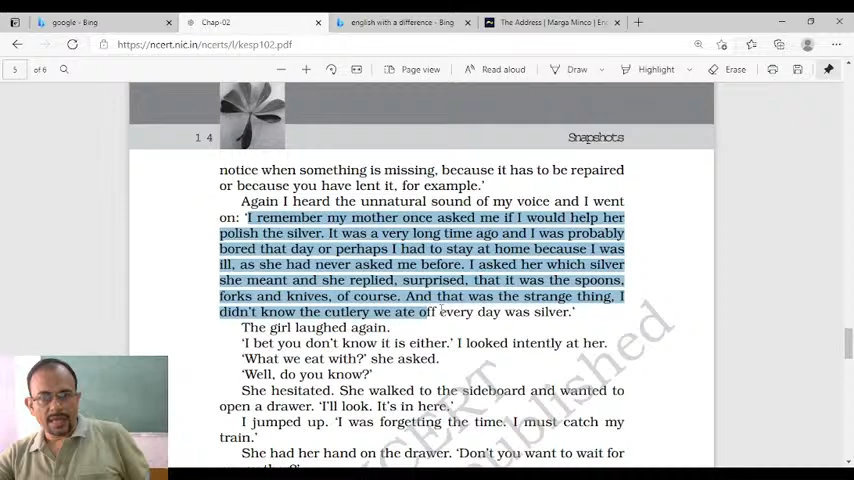 google - Bing
Chap-02
english with a difference - Bing
The Address | Marga Minco | En
https://ncert.nic.in/ncerts/l/kesp102.pdf
5 of 6
Page view
Read aloud
Draw
Highlight
Erase
1 4
Snapshots
notice when something is missing, because it has to be repaired
or because you have lent it, for example.'
Again I heard the unnatural sound of my voice and I went
on: 'I remember my mother once asked me if I would help her
polish the silver. It was a very long time ago and I was probably
bored that day or perhaps I had to stay at home because I was
ill, as she had never asked me before. I asked her which silver
she meant and she replied, surprised, that it was the spoons,
forks and knives, of course. And that was the strange thing, I
didn't know the cutlery we ate off every day was silver.'
The girl laughed again.
'I bet you don't know it is either.' I looked intently at her.
'What we eat with?' she asked.
'Well, do you know?'
She hesitated. She walked to the sideboard and wanted to
open a drawer. 'I'll look. It's in here.'
I jumped up. 'I was forgetting the time. I must catch my
train.'
She had her hand on the drawer. 'Don't you want to wait for
NCERT
published